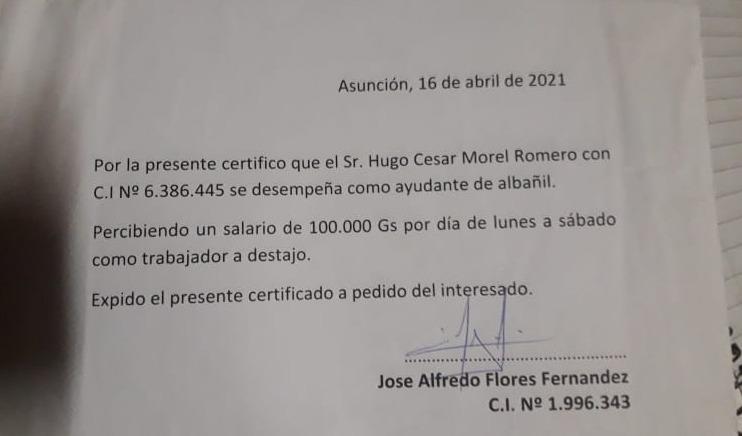 Asunción, 16 de abril de 2021
Por la presente certifico que el Sr. Hugo Cesar Morel Romero con
C.I Nº 6.386.445 se desempeña como ayudante de albañil.
Percibiendo un salario de 100.000 Gs por día de lunes a sábado
como trabajador a destajo.
Expido el presente certificado a pedido del interesado.
Jose Alfredo Flores Fernandez
C.I. Nº 1.996.343